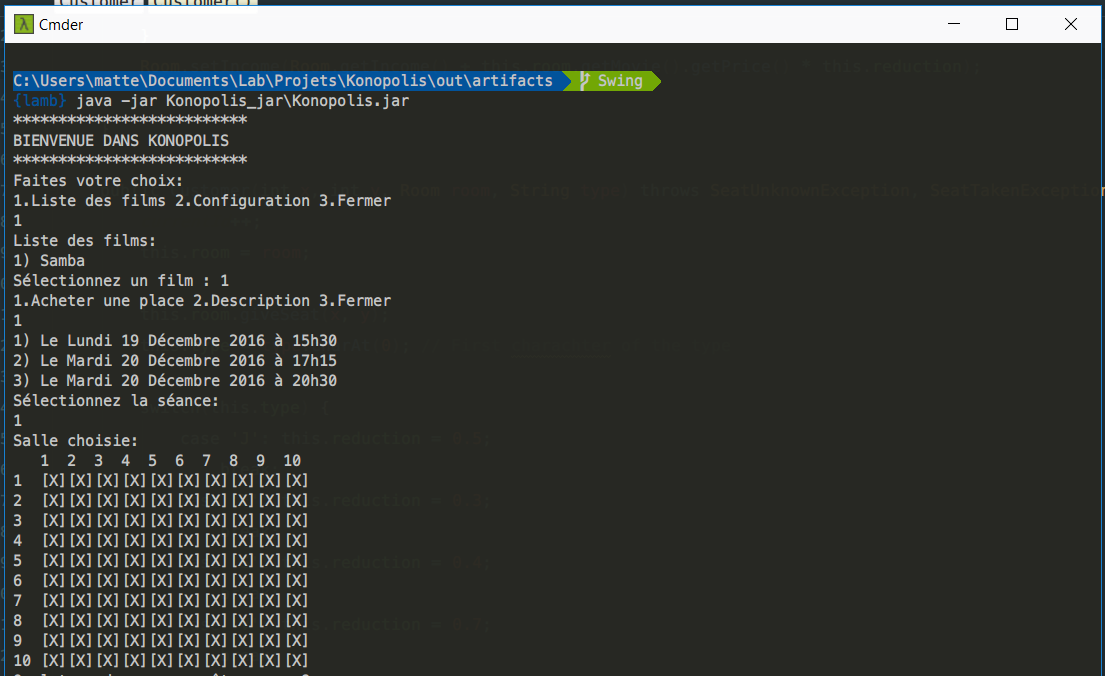 Customer Customer()
Cmder
C:\Users\matte\Documents\Lab\Projets\Konopolis\out\artifacts Swing
{lamb} java -jar Konopolis_jar\Konopolis.jar
**************************
BIENVENUE DANS KONOPOLIS
**************************
Faites votre choix:
1.Liste des films 2.Configuration 3.Fermer
1
Liste des films:
1) Samba
Sélectionnez un film : 1
1.Acheter une place 2.Description 3.Fermer
1
1) Le Lundi 19 Décembre 2016 à 15h30
2) Le Mardi 20 Décembre 2016 à 17h15
3) Le Mardi 20 Décembre 2016 à 20h30
Sélectionnez la séance:
1
Salle choisie:
1 2 3 4 5 6 7 8 9 10
1 [X][X][X][X][X][X][X][X][X][X]
2 [X][X][X][X][X][X][X][X][X][X]
3 [X][X][X][X][X][X][X][X][X][X]
4 [X][X][X][X][X][X][X][X][X][X]
5 [X][X][X][X][X][X][X][X][X][X]
6 [X][X][X][X][X][X][X][X][X][X]
7 [X][X][X][X][X][X][X][X][X][X]
8 [X][X][X][X][X][X][X][X][X][X]
9 [X][X][X][X][X][X][X][X][X][X]
10 [X][X][X][X][X][X][X][X][X][X]